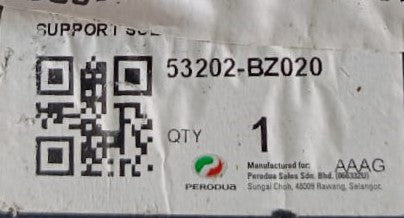 SUPPORT SUB
53202-BZ020
QTY 1
Manufactured for: AAAG
Perodua Sales Sdn. Bhd. (066332U)
PERODUA Sungai Choh, 48009 Rawang, Selangor.